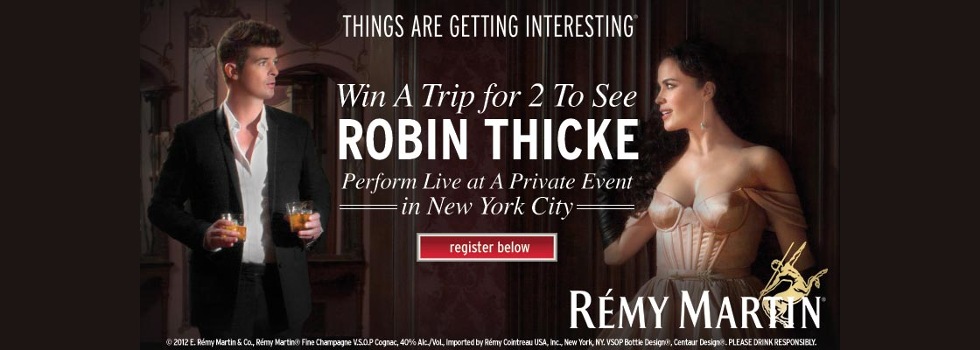 THINGS ARE GETTING INTERESTING®
Win A Trip for 2 To See
ROBIN THICKE
Perform Live at A Private Event
in New York City
register below
RÉMY MARTIN®
© 2012 E. Rémy Martin & Co., Rémy Martin® Fine Champagne V.S.O.P Cognac, 40% Alc./Vol., Imported by Rémy Cointreau USA, Inc., New York, NY. VSOP Bottle Design®, Centaur Design®. PLEASE DRINK RESPONSIBLY.